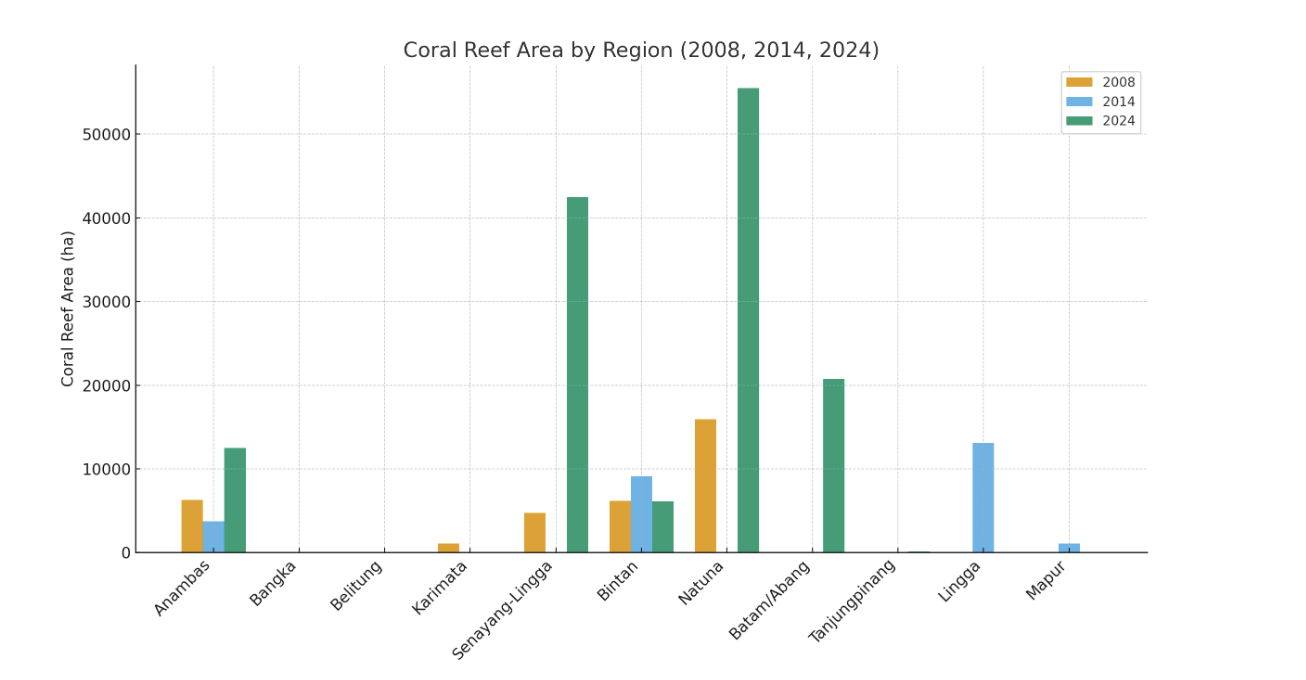 Coral Reef Area by Region (2008, 2014, 2024)
2008
2014
2024
Coral Reef Area (ha)
50000
40000
30000
20000
10000
0
Anambas
Bangka
Belitung
Karimata
Senayang-Lingga
Bintan
Natuna
Batam/Abang
Tanjungpinang
Lingga
Mapur